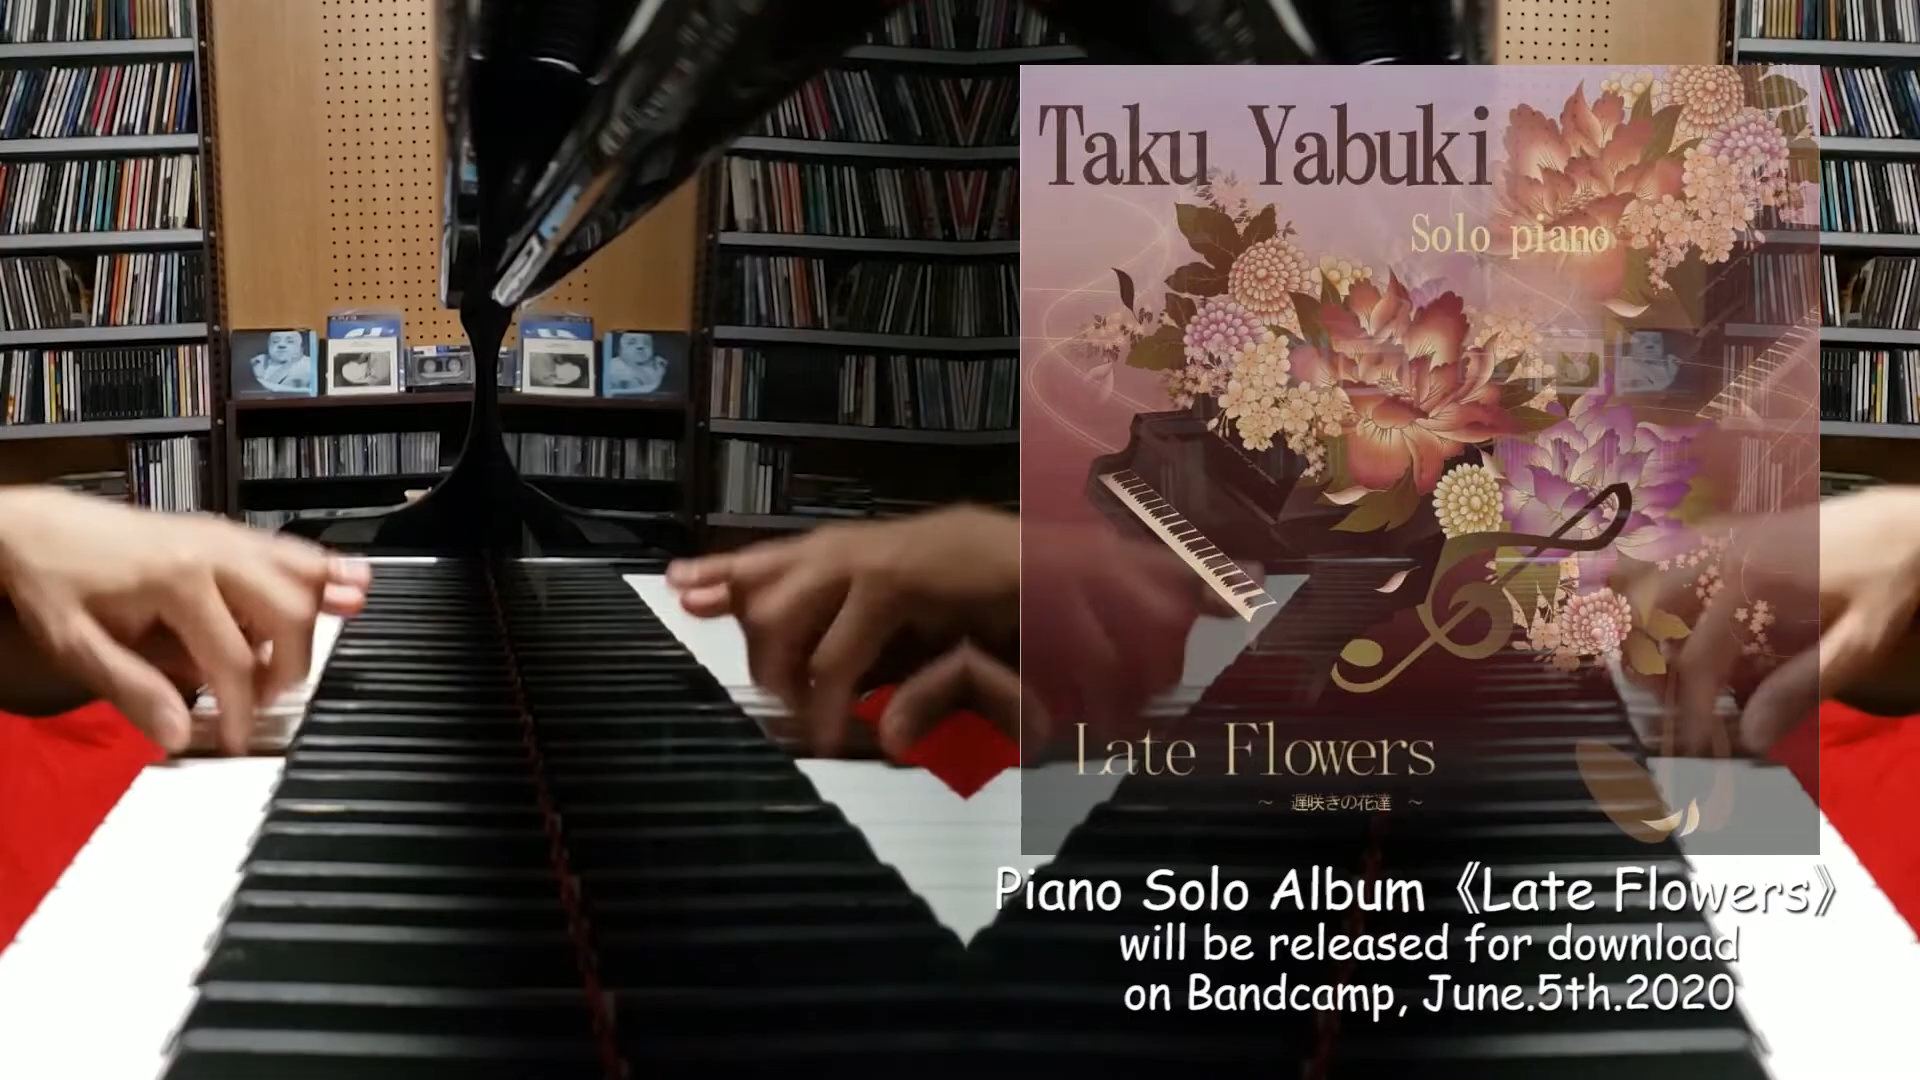 Taku Yabuki
Solo piano
Late Flowers
～ 遅咲きの花達 ～
Piano Solo Album《Late Flowers》
will be released for download
on Bandcamp, June.5th.2020